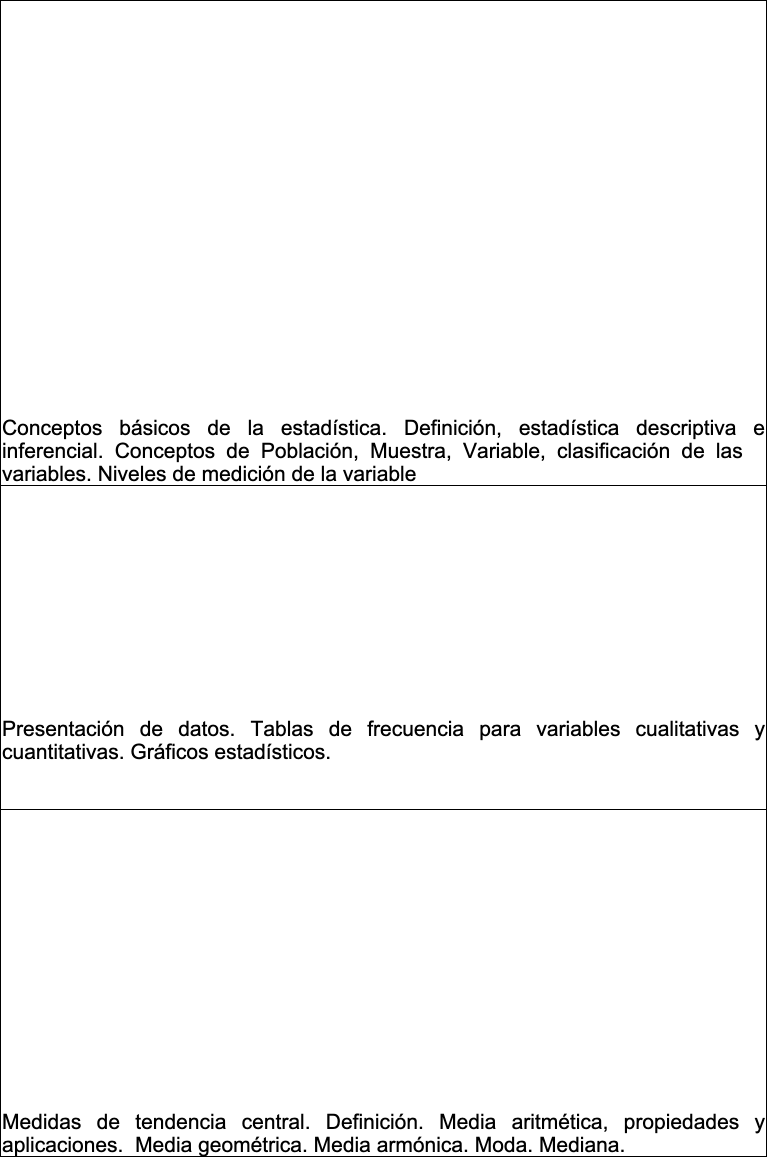 Conceptos básicos de la estadística. Definición, estadística descriptiva e
inferencial. Conceptos de Población, Muestra, Variable, clasificación de las
variables. Niveles de medición de la variable
Presentación de datos. Tablas de frecuencia para variables cualitativas y
cuantitativas. Gráficos estadísticos.
Medidas de tendencia central. Definición. Media aritmética, propiedades y
aplicaciones. Media geométrica. Media armónica. Moda. Mediana.